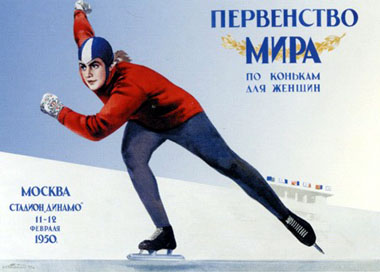 ПЕРВЕНСТВО
МИРА
ПО КОНЬКАМ
ДЛЯ ЖЕНЩИН
МОСКВА
СТАДИОН„ДИНАМО"
11-12
ФЕВРАЛЯ
1950.